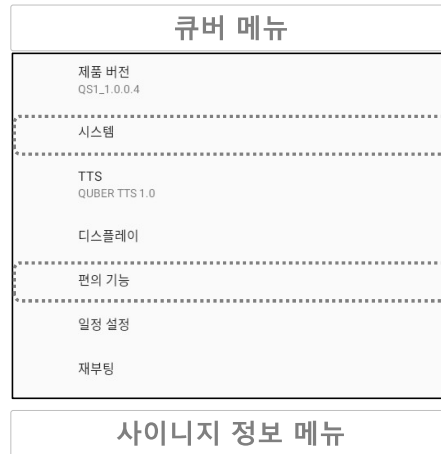 큐버 메뉴
제품 버전
QS1_1.0.0.4
시스템
TTS
QUBER TTS 1.0
디스플레이
편의 기능
일정 설정
재부팅
사이니지 정보 메뉴